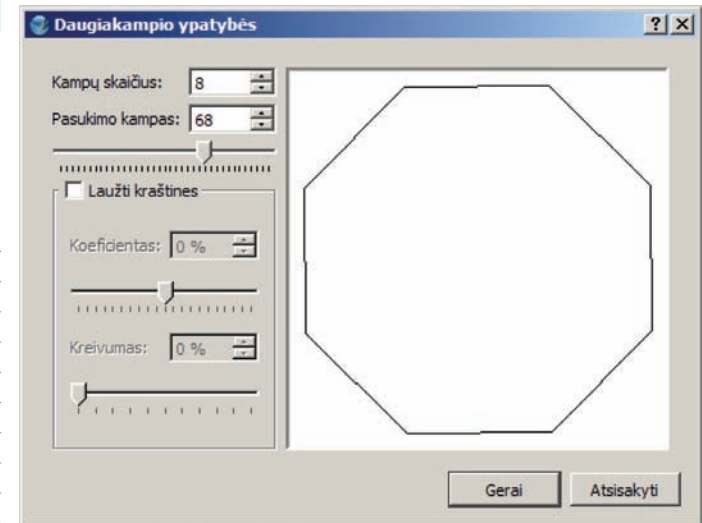 Daugiakampio ypatybės
Kampų skaičius: 8
Pasukimo kampas: 68
Laužti kraštines
Koeficientas: 0 %
Kreivumas: 0 %
Gerai Atsisakyti